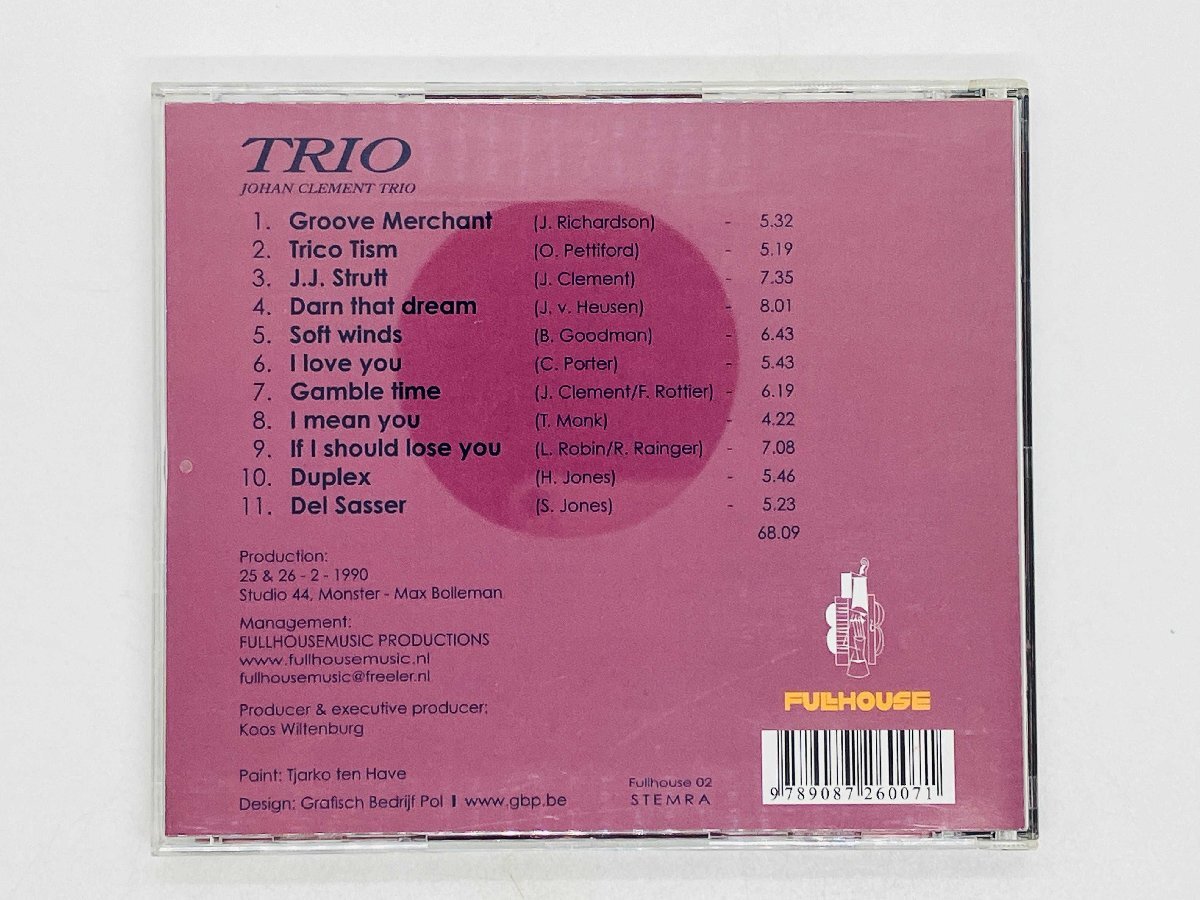 TRIO
JOHAN CLEMENT TRIO
1. Groove Merchant (J. Richardson) - 5.32
2. Trico Tism (O. Pettiford) - 5.19
3. J.J. Strutt (J. Clement) - 7.35
4. Darn that dream (J. v. Heusen) - 8.01
5. Soft winds (B. Goodman) - 6.43
6. I love you (C. Porter) - 5.43
7. Gamble time (J. Clement/F. Rottier) - 6.19
8. I mean you (T. Monk) - 4.22
9. If I should lose you (L. Robin/R. Rainger) - 7.08
10. Duplex (H. Jones) - 5.46
11. Del Sasser (S. Jones) - 5.23
68.09
Production:
25 & 26 - 2 - 1990
Studio 44, Monster - Max Bolleman
Management:
FULLHOUSEMUSIC PRODUCTIONS
www.fullhousemusic.nl
fullhousemusic@freeler.nl
Producer & executive producer:
Koos Wiltenburg
Paint: Tjarko ten Have
Design: Grafisch Bedrijf Pol I www.gbp.be
Fullhouse 02
STEMRA
FULLHOUSE
9 789087 260071